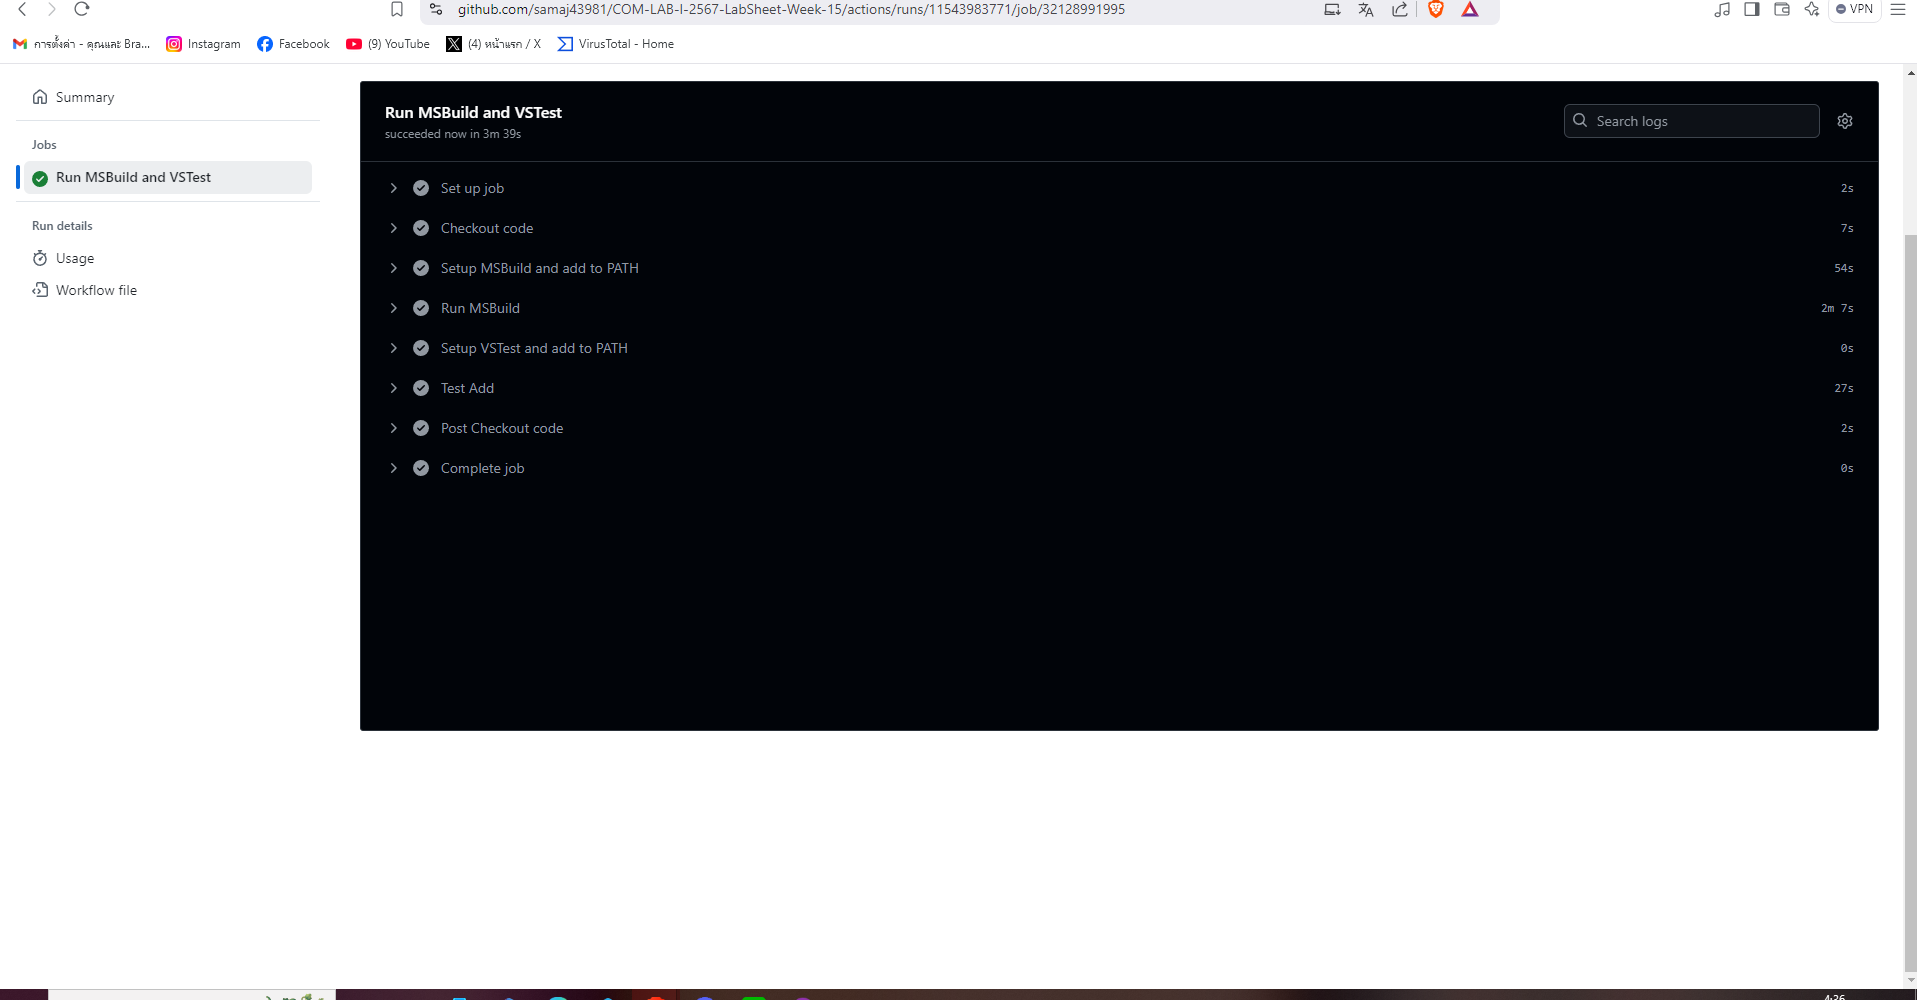 github.com/samaj43981/COM-LAB-I-2567-LabSheet-Week-15/actions/runs/11543983771/job/32128991995
VPN
การตั้งค่า - คุณและ Bra...
Instagram
Facebook
(9) YouTube
(4) หน้าแรก / X
VirusTotal - Home
Summary
Jobs
Run MSBuild and VSTest
Run details
Usage
Workflow file
Run MSBuild and VSTest
succeeded now in 3m 39s
Search logs
Set up job 2s
Checkout code 7s
Setup MSBuild and add to PATH 54s
Run MSBuild 2m 7s
Setup VSTest and add to PATH 0s
Test Add 27s
Post Checkout code 2s
Complete job 0s